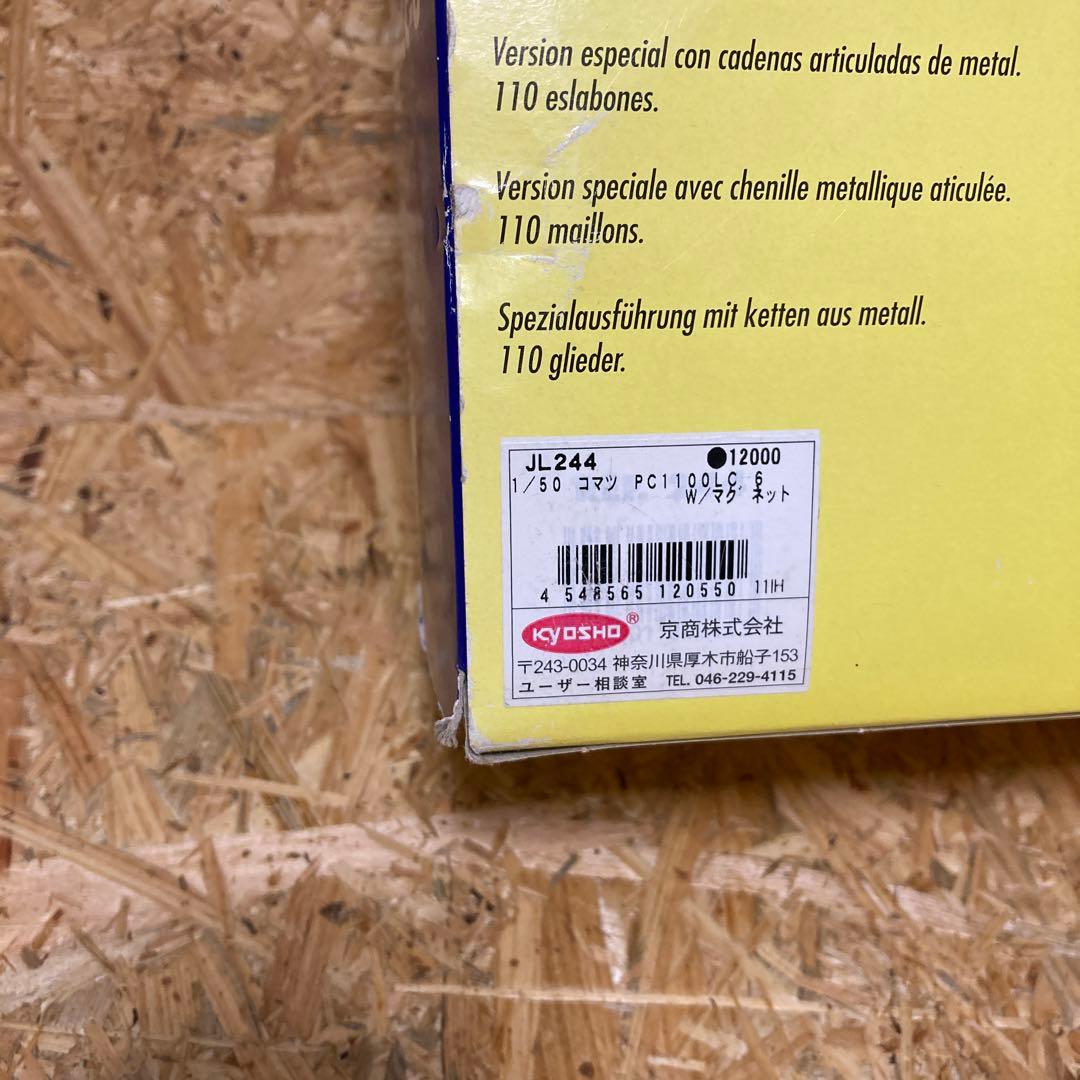 Version especial con cadenas articuladas de metal.
110 eslabones.
Version speciale avec chenille metallique aticulée.
110 maillons.
Spezialausführung mit ketten aus metall.
110 glieder.
JL244 ●12000
1/50 コマツ PC1100LC 6
W/マグネット
4 548565 120550 11IH
KYOSHO® 京商株式会社
〒243-0034 神奈川県厚木市船子153
ユーザー相談室 TEL. 046-229-4115